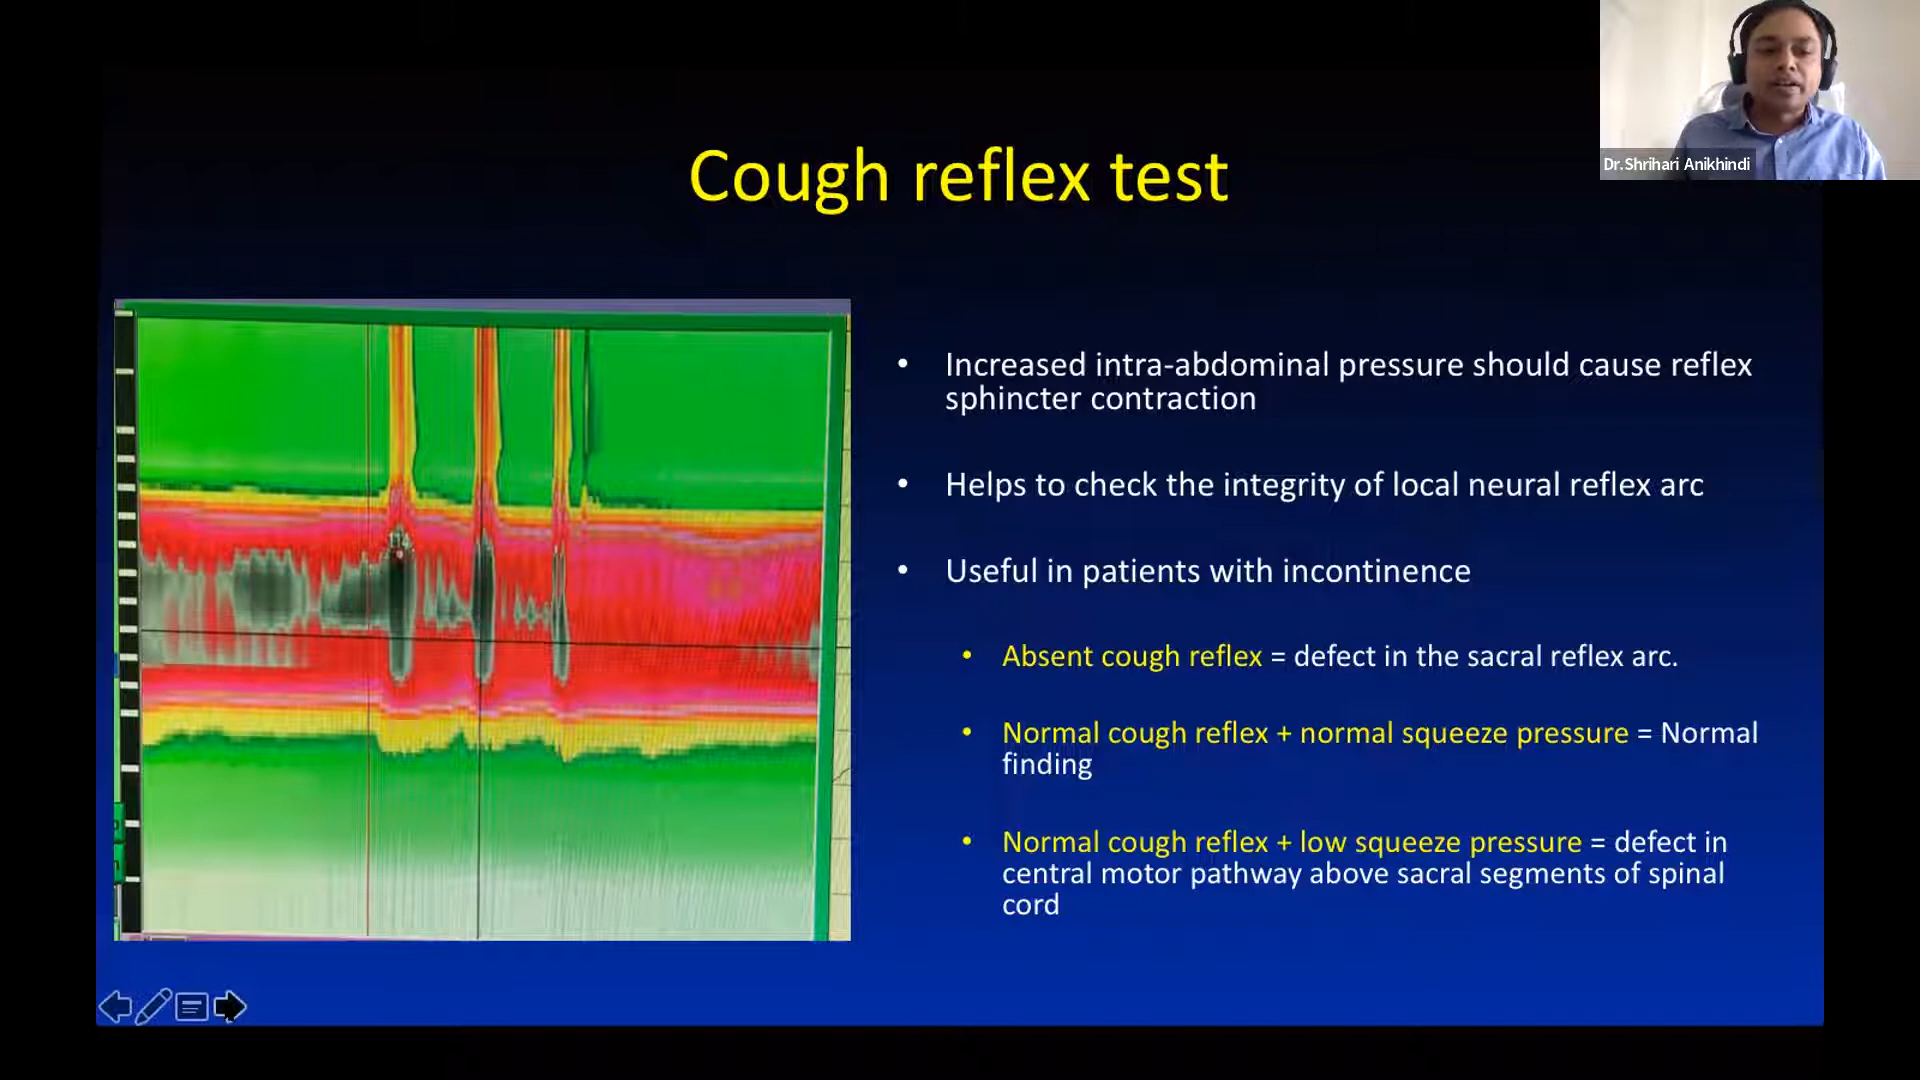 Dr.Shrihari Anikhindi
Cough reflex test
• Increased intra-abdominal pressure should cause reflex
sphincter contraction
• Helps to check the integrity of local neural reflex arc
• Useful in patients with incontinence
• Absent cough reflex = defect in the sacral reflex arc.
• Normal cough reflex + normal squeeze pressure = Normal
finding
• Normal cough reflex + low squeeze pressure = defect in
central motor pathway above sacral segments of spinal
cord